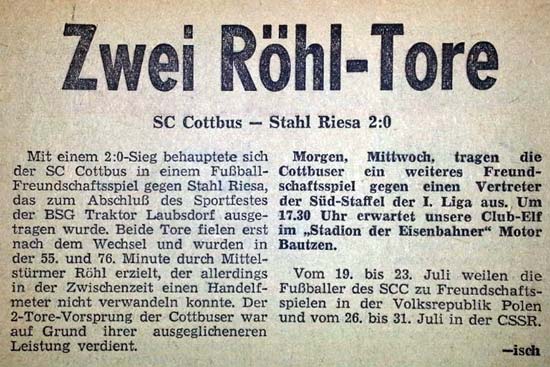 Zwei Röhl-Tore
SC Cottbus — Stahl Riesa 2:0
Mit einem 2:0-Sieg behauptete sich
der SC Cottbus in einem Fußball-
Freundschaftsspiel gegen Stahl Riesa,
das zum Abschluß des Sportfestes
der BSG Traktor Laubsdorf ausge-
tragen wurde. Beide Tore fielen erst
nach dem Wechsel und wurden in
der 55. und 76. Minute durch Mittel-
stürmer Röhl erzielt, der allerdings
in der Zwischenzeit einen Handelf-
meter nicht verwandeln konnte. Der
2-Tore-Vorsprung der Cottbuser war
auf Grund ihrer ausgeglicheneren
Leistung verdient.
Morgen, Mittwoch, tragen die
Cottbuser ein weiteres Freund-
schaftsspiel gegen einen Vertreter
der Süd-Staffel der I. Liga aus. Um
17.30 Uhr erwartet unsere Club-Elf
im „Stadion der Eisenbahner" Motor
Bautzen.
Vom 19. bis 23. Juli weilen die
Fußballer des SCC zu Freundschafts-
spielen in der Volksrepublik Polen
und vom 26. bis 31. Juli in der CSSR.
—isch